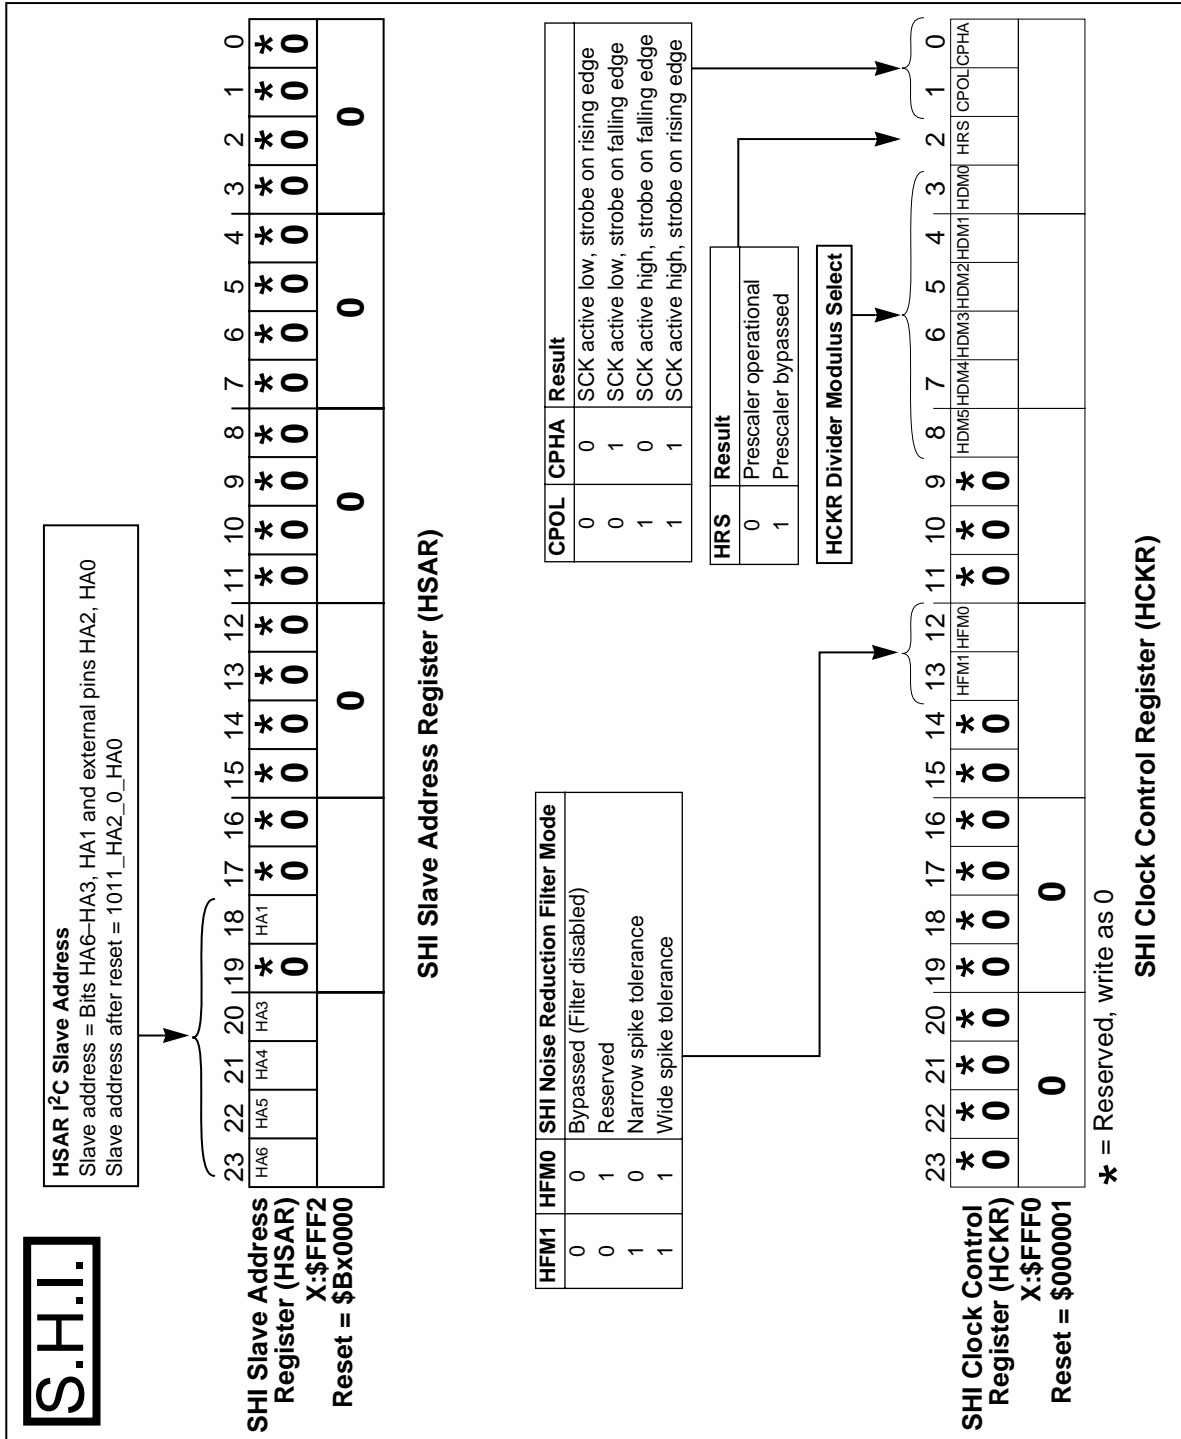 S.H.I.
HSAR I²C Slave Address
Slave address = Bits HA6–HA3, HA1 and external pins HA2, HA0
Slave address after reset = 1011_HA2_0_HA0
23 22 21 20 19 18 17 16 15 14 13 12 11 10 9 8 7 6 5 4 3 2 1 0
SHI Slave Address
Register (HSAR)
X:$FFF2
Reset = $Bx0000
HA6 HA5 HA4 HA3 * HA1 * * * * * * * * * * * * * * * * * *
0 0 0 0 0 0 0 0 0 0 0 0 0 0 0 0 0 0 0
0 0 0 0
SHI Slave Address Register (HSAR)
HFM1 HFM0 SHI Noise Reduction Filter Mode
0 0 Bypassed (Filter disabled)
0 1 Reserved
1 0 Narrow spike tolerance
1 1 Wide spike tolerance
CPOL CPHA Result
0 0 SCK active low, strobe on rising edge
0 1 SCK active low, strobe on falling edge
1 0 SCK active high, strobe on falling edge
1 1 SCK active high, strobe on rising edge
HRS Result
0 Prescaler operational
1 Prescaler bypassed
HCKR Divider Modulus Select
23 22 21 20 19 18 17 16 15 14 13 12 11 10 9 8 7 6 5 4 3 2 1 0
SHI Clock Control
Register (HCKR)
X:$FFF0
Reset = $000001
* * * * * * * * * * HFM1 HFM0 * * * HDM5 HDM4 HDM3 HDM2 HDM1 HDM0 HRS CPOL CPHA
0 0 0 0 0 0 0 0 0 0 0 0 0
0 0
* = Reserved, write as 0
SHI Clock Control Register (HCKR)